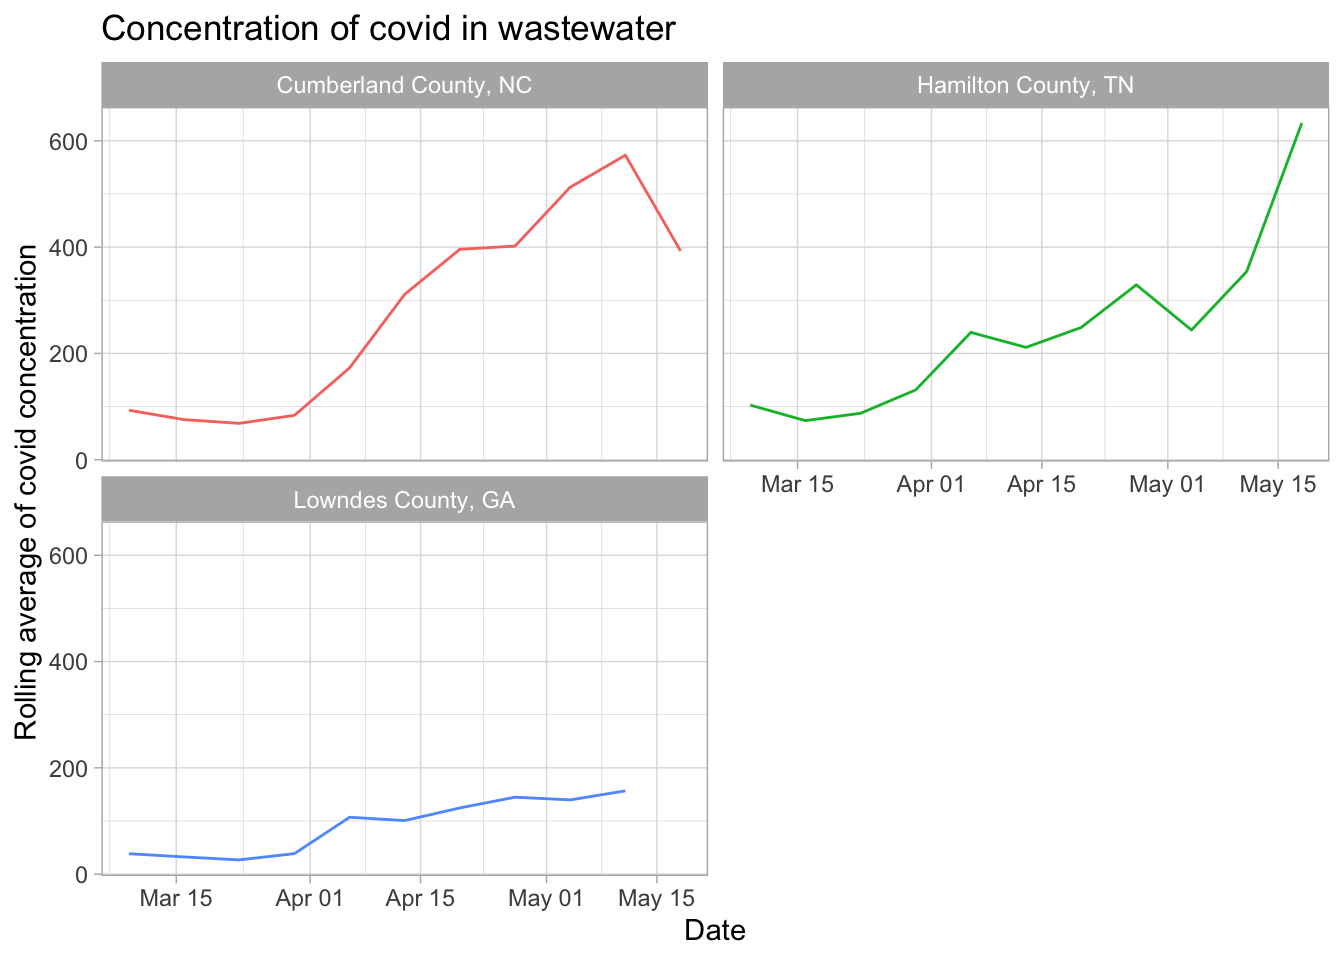 Concentration of covid in wastewater
Cumberland County, NC
Hamilton County, TN
600
400
200
0
Mar 15 Apr 01 Apr 15 May 01 May 15
Lowndes County, GA
600
400
200
0
Mar 15 Apr 01 Apr 15 May 01 May 15
Date
Rolling average of covid concentration